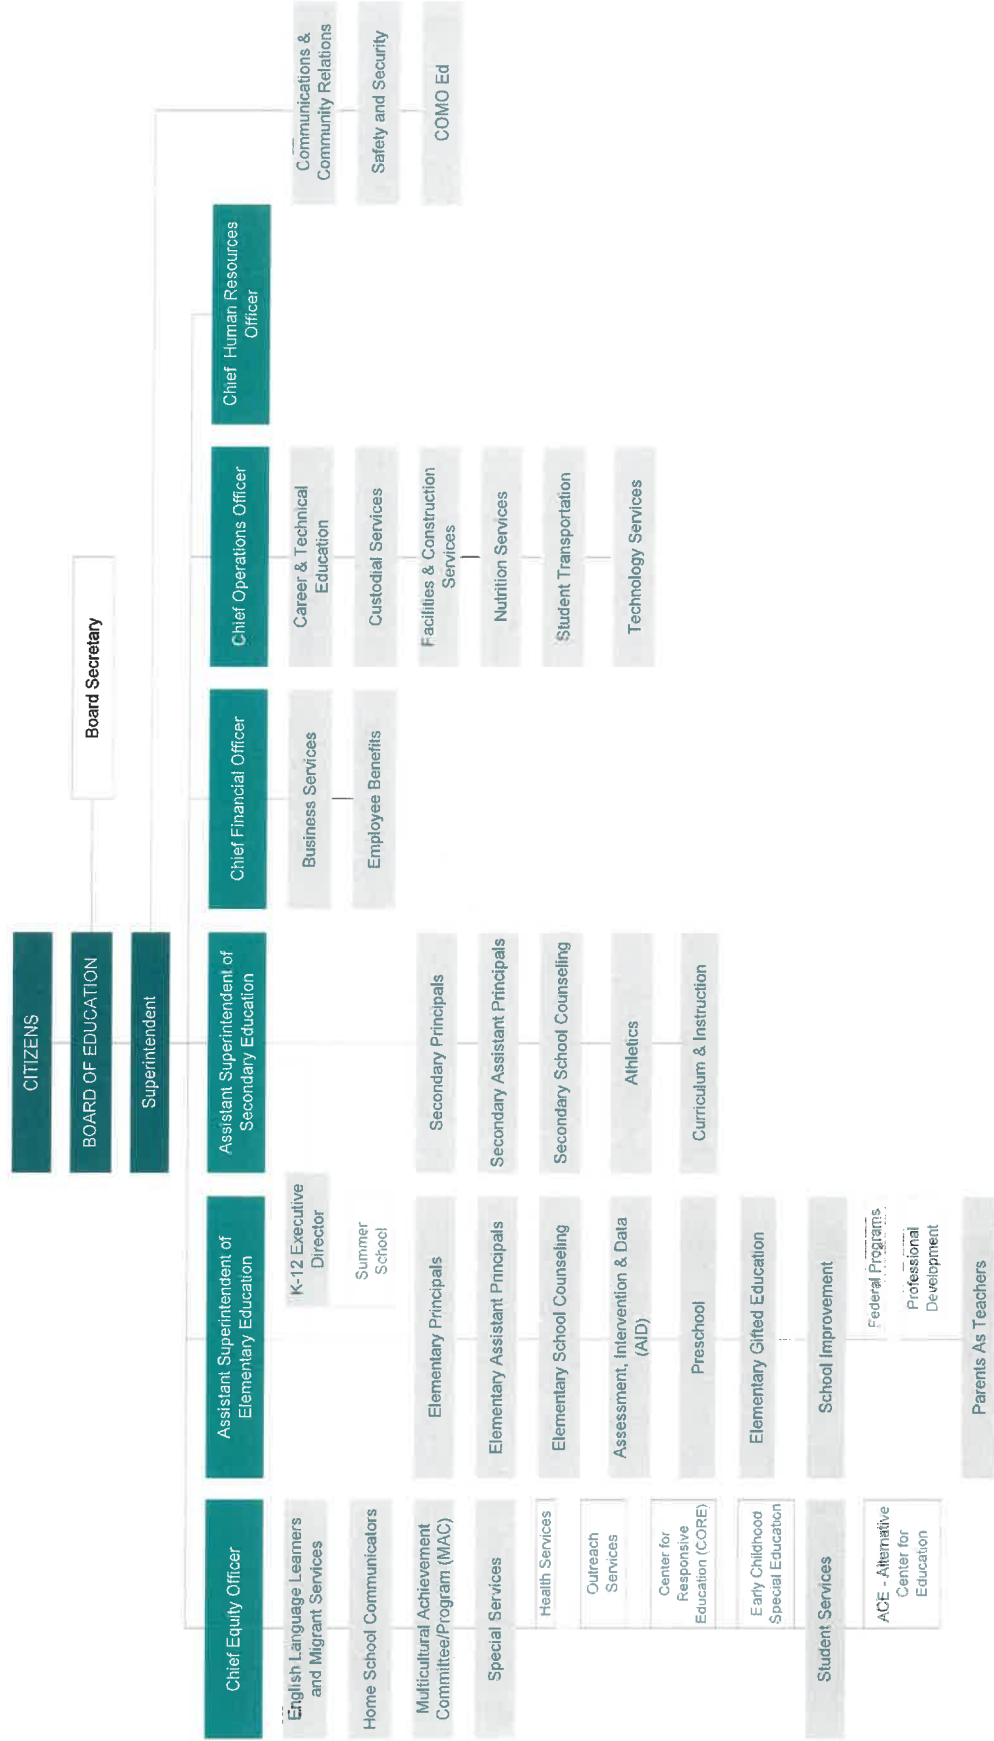 CITIZENS
BOARD OF EDUCATION
Board Secretary
Superintendent
Chief Equity Officer
English Language Learners
and Migrant Services
Home School Communicators
Multicultural Achievement
Committee/Program (MAC)
Special Services
Health Services
Outreach
Services
Center for
Responsive
Education (CORE)
Early Childhood
Special Education
Student Services
ACE - Alternative
Center for
Education
Assistant Superintendent of
Elementary Education
K-12 Executive
Director
Summer
School
Elementary Principals
Elementary Assistant Principals
Elementary School Counseling
Assessment, Intervention & Data
(AID)
Preschool
Elementary Gifted Education
School Improvement
Federal Programs
Professional
Development
Parents As Teachers
Assistant Superintendent of
Secondary Education
Secondary Principals
Secondary Assistant Principals
Secondary School Counseling
Athletics
Curriculum & Instruction
Chief Financial Officer
Business Services
Employee Benefits
Chief Operations Officer
Career & Technical
Education
Custodial Services
Facilities & Construction
Services
Nutrition Services
Student Transportation
Technology Services
Chief Human Resources
Officer
Communications &
Community Relations
Safety and Security
COMO Ed